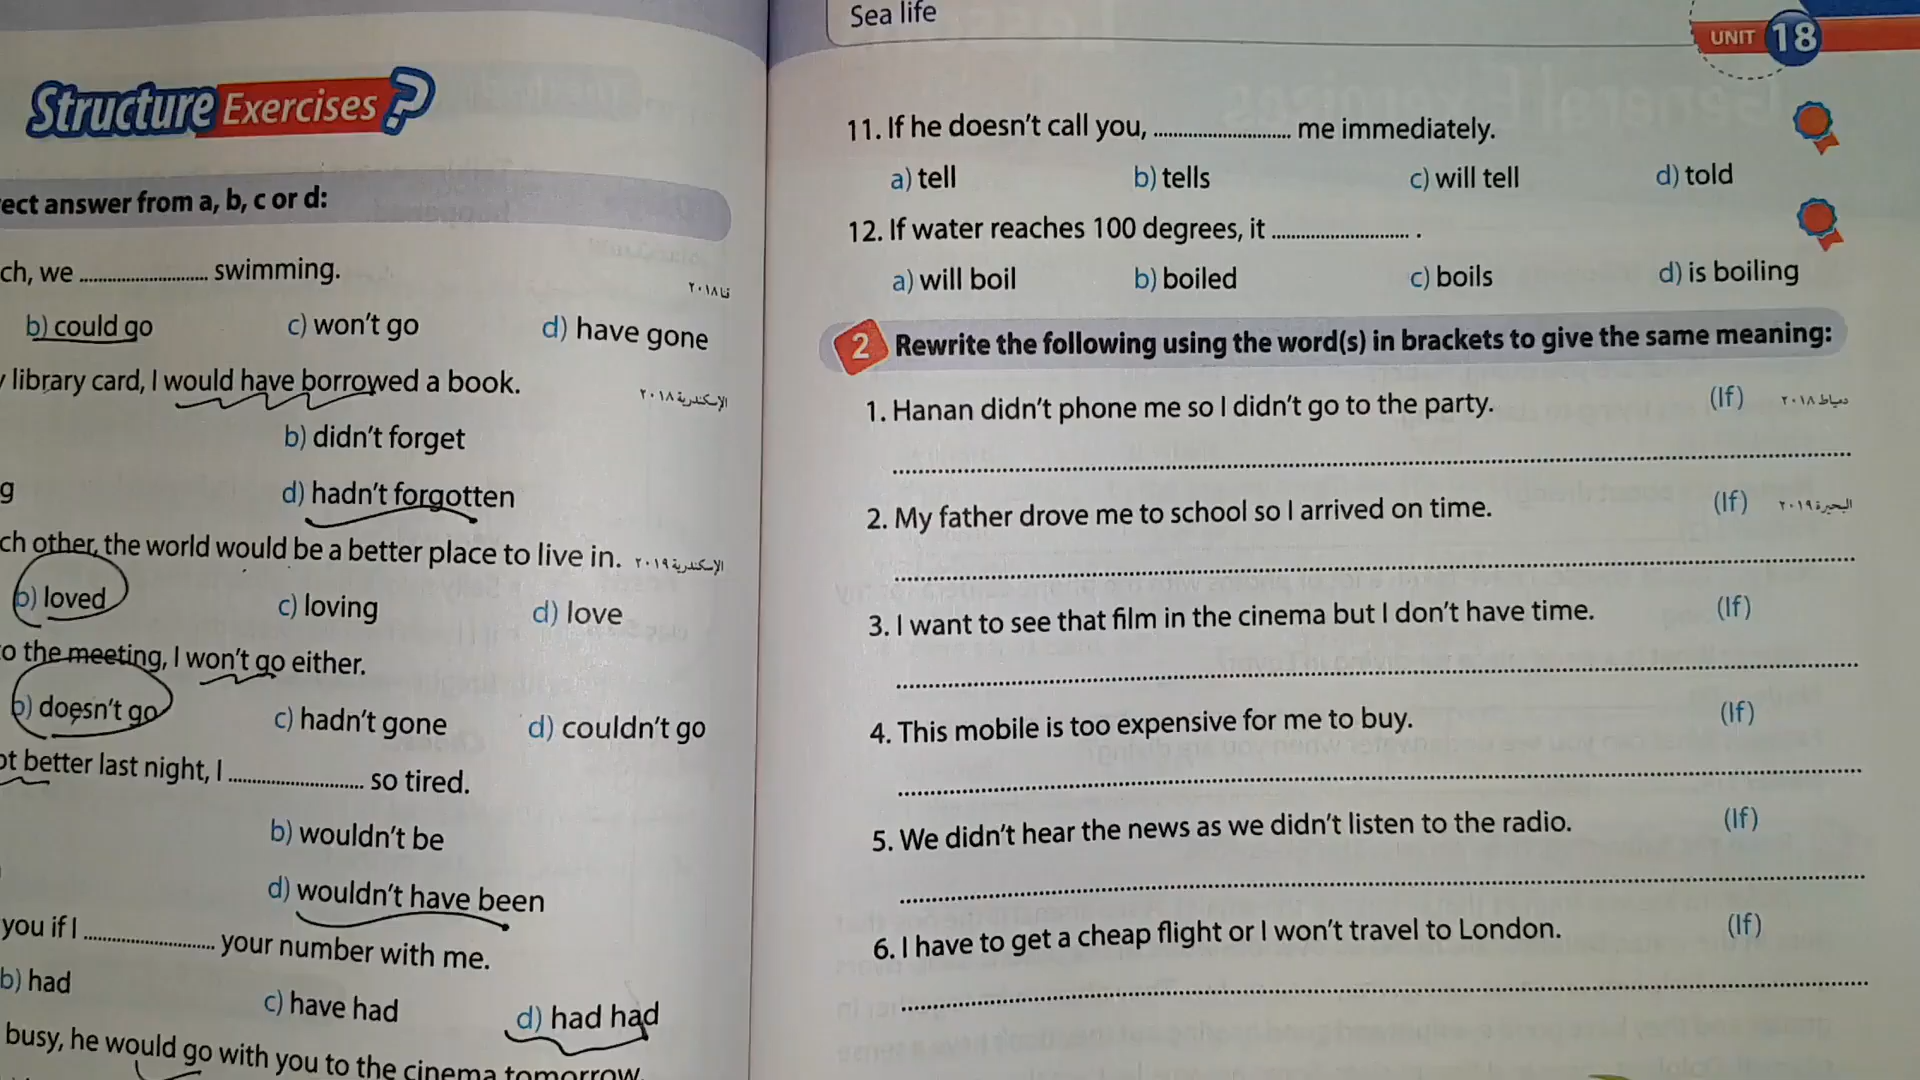 Structure Exercises ?
ect answer from a, b, c or d:
ch, we ........................ swimming.
قنا ٢٠١٨
b) could go c) won't go d) have gone
library card, I would have borrowed a book.
الإسكندرية ٢٠١٨
b) didn't forget
g d) hadn't forgotten
ch other, the world would be a better place to live in.
الإسكندرية ٢٠١٩
b) loved c) loving d) love
o the meeting, I won't go either.
b) doesn't go c) hadn't gone d) couldn't go
ot better last night, I ........................ so tired.
b) wouldn't be
d) wouldn't have been
you if I ........................ your number with me.
b) had c) have had d) had had
busy, he would go with you to the cinema tomorrow.
Sea life
UNIT 18
11. If he doesn't call you, ........................ me immediately.
a) tell b) tells c) will tell d) told
12. If water reaches 100 degrees, it ........................ .
a) will boil b) boiled c) boils d) is boiling
2 Rewrite the following using the word(s) in brackets to give the same meaning:
1. Hanan didn't phone me so I didn't go to the party. (If) دمياط ٢٠١٨
2. My father drove me to school so I arrived on time. (If) البحيرة ٢٠١٩
3. I want to see that film in the cinema but I don't have time. (If)
4. This mobile is too expensive for me to buy. (If)
5. We didn't hear the news as we didn't listen to the radio. (If)
6. I have to get a cheap flight or I won't travel to London. (If)